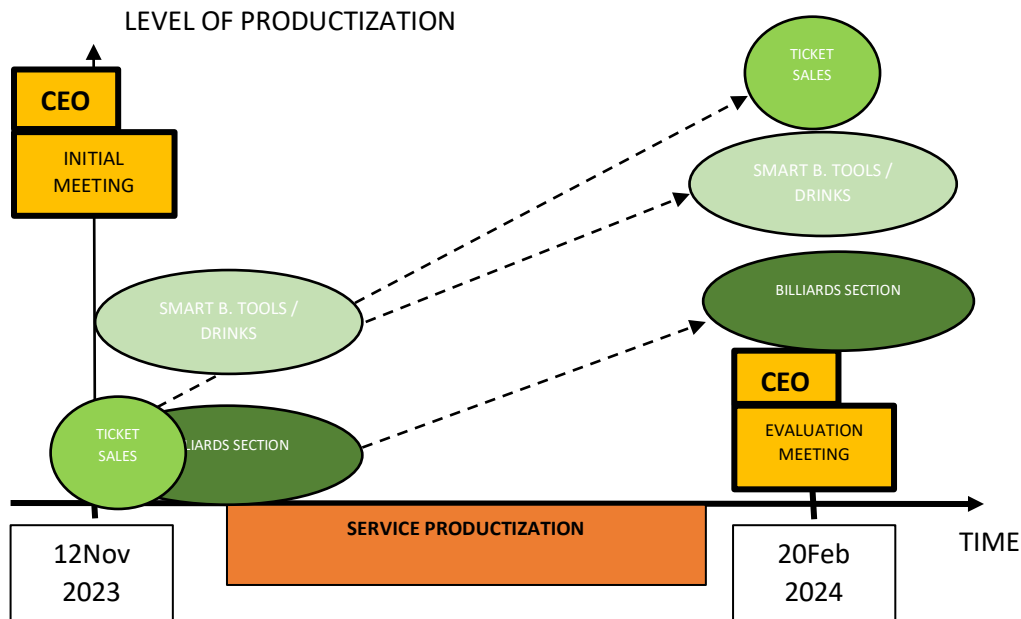 LEVEL OF PRODUCTIZATION
CEO
INITIAL
MEETING
TICKET
SALES
SMART B. TOOLS /
DRINKS
BILLIARDS SECTION
SMART B. TOOLS /
DRINKS
TICKET
SALES
LIARDS SECTION
CEO
EVALUATION
MEETING
SERVICE PRODUCTIZATION
TIME
12Nov
2023
20Feb
2024